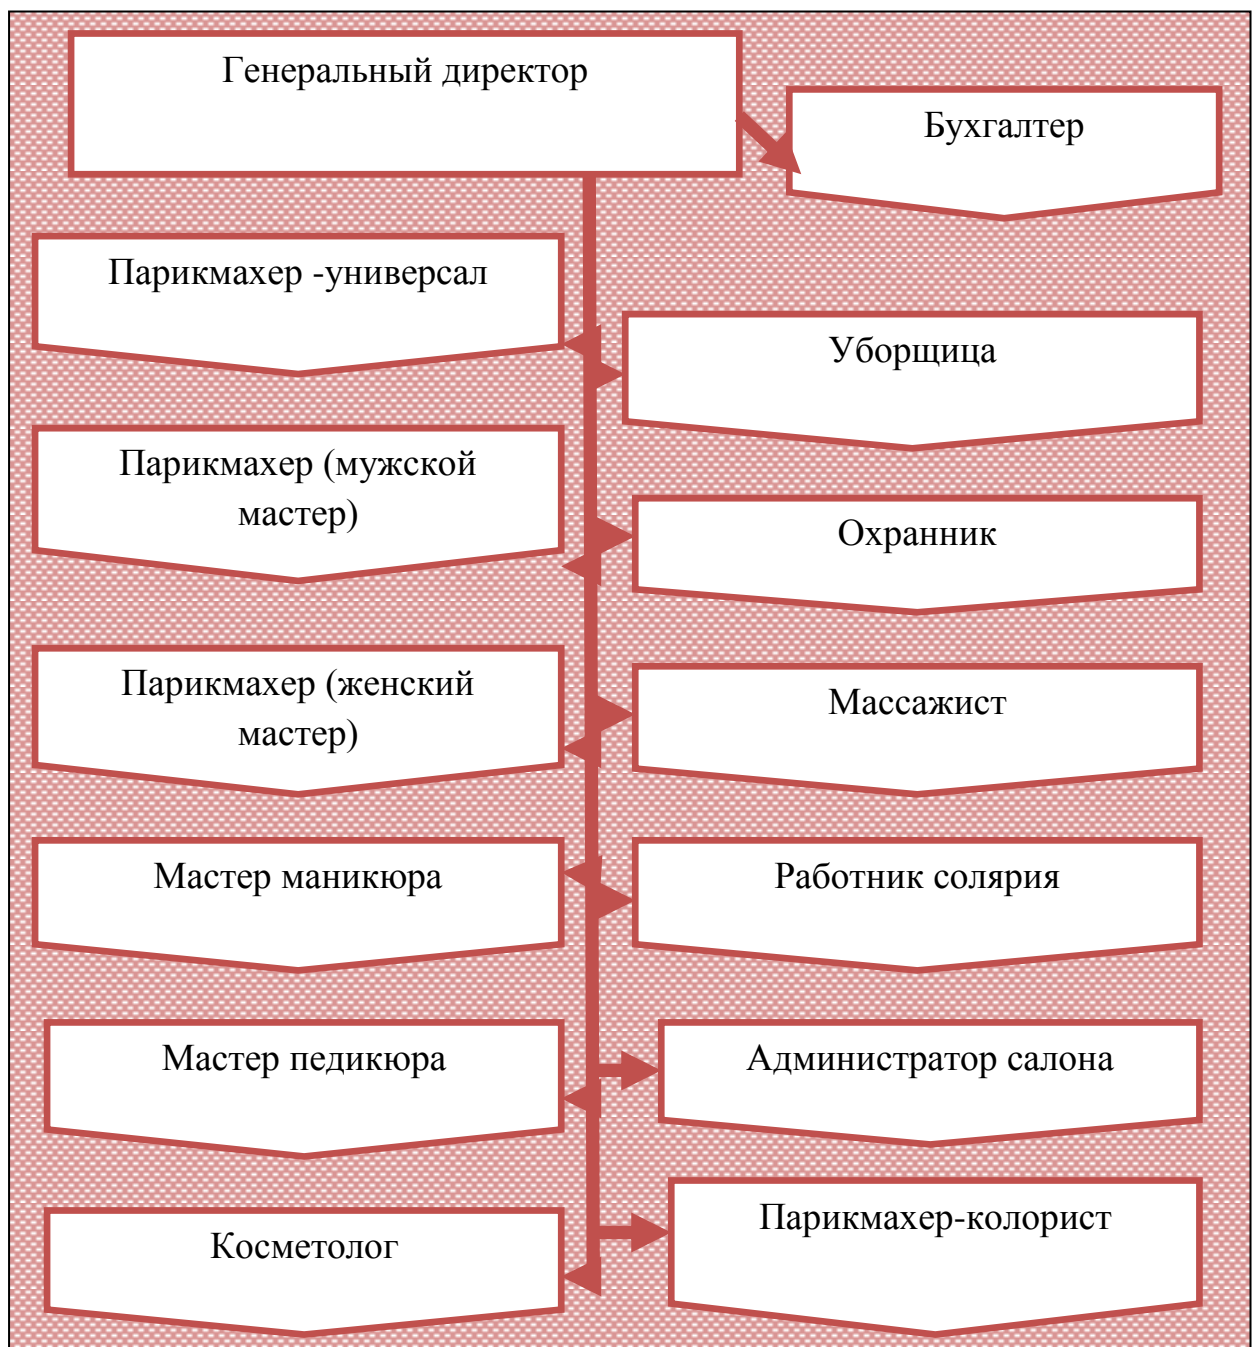 Генеральный директор
Бухгалтер
Парикмахер -универсал
Уборщица
Парикмахер (мужской
мастер)
Охранник
Парикмахер (женский
мастер)
Массажист
Мастер маникюра
Работник солярия
Мастер педикюра
Администратор салона
Косметолог
Парикмахер-колорист